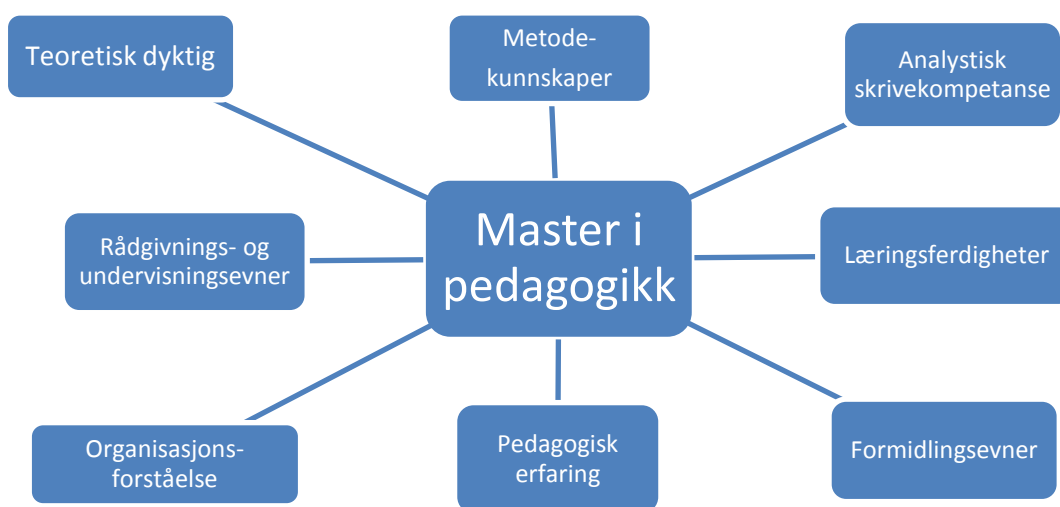 Teoretisk dyktig
Metode-
kunnskaper
Analystisk
skrivekompetanse
Rådgivnings- og
undervisningsevner
Master i
pedagogikk
Læringsferdigheter
Organisasjons-
forståelse
Pedagogisk
erfaring
Formidlingsevner